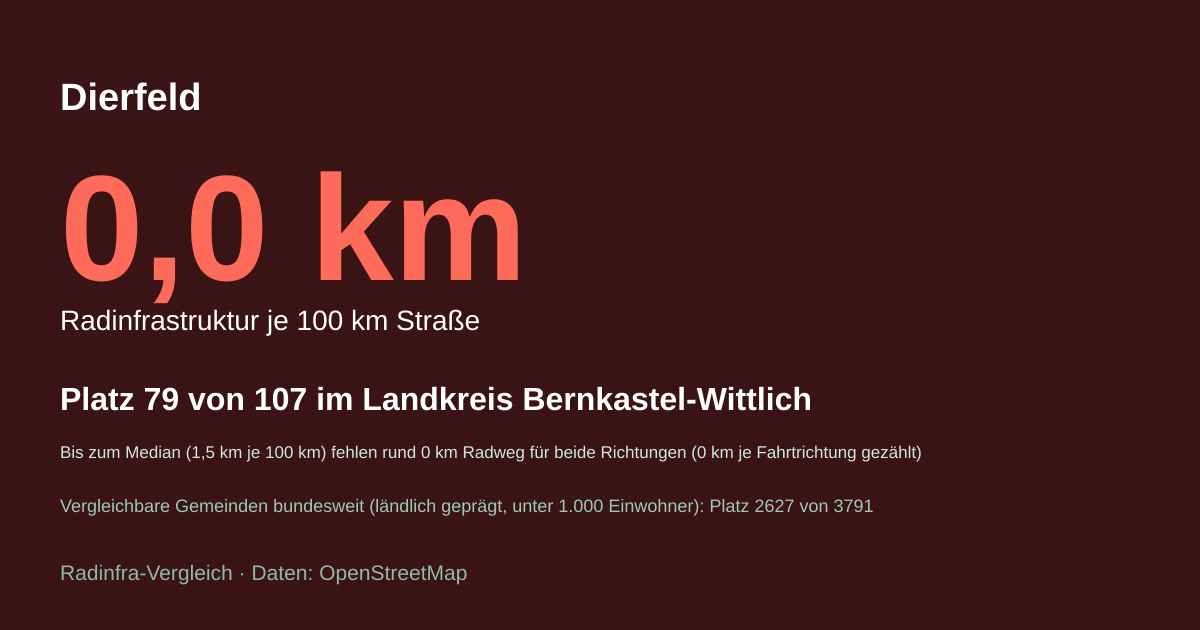 Dierfeld
0,0 km
Radinfrastruktur je 100 km Straße
Platz 79 von 107 im Landkreis Bernkastel-Wittlich
Bis zum Median (1,5 km je 100 km) fehlen rund 0 km Radweg für beide Richtungen (0 km je Fahrtrichtung gezählt)
Vergleichbare Gemeinden bundesweit (ländlich geprägt, unter 1.000 Einwohner): Platz 2627 von 3791
Radinfra-Vergleich · Daten: OpenStreetMap